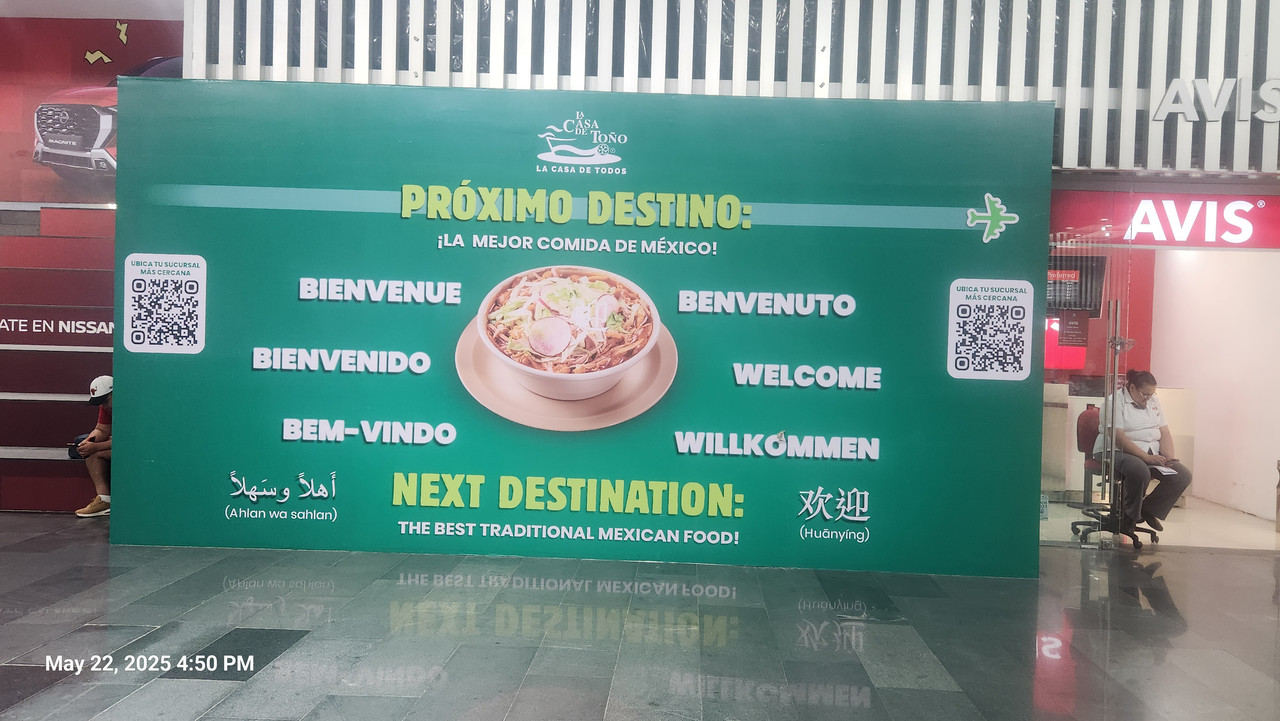 LA
CASA
DE TOÑO
LA CASA DE TODOS
PRÓXIMO DESTINO:
¡LA MEJOR COMIDA DE MÉXICO!
UBICA TU SUCURSAL
MÁS CERCANA
UBICA TU SUCURSAL
MÁS CERCANA
BIENVENUE
BENVENUTO
BIENVENIDO
WELCOME
BEM-VINDO
WILLKOMMEN
أهلاً وسَهلاً
(Ahlan wa sahlan)
NEXT DESTINATION:
THE BEST TRADITIONAL MEXICAN FOOD!
欢迎
(Huānyíng)
MAGNITE
ATE EN NISSAN
AVIS
AVIS®
Preferred
May 22, 2025 4:50 PM